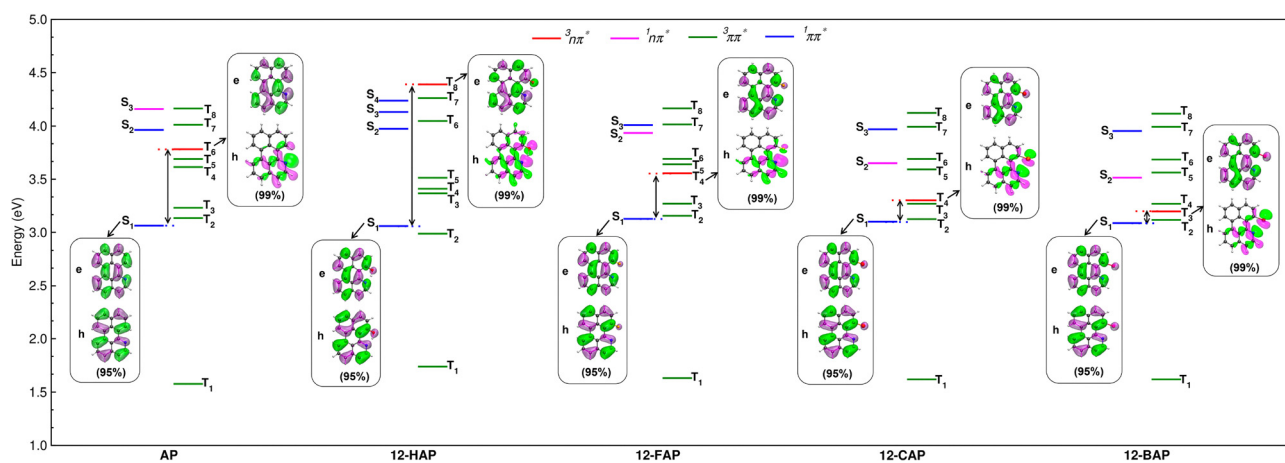 5.0
4.5
4.0
3.5
3.0
2.5
2.0
1.5
1.0
Energy (eV)
³nπ*
¹nπ*
³ππ*
¹ππ*
S₃
S₂
S₁
T₈
T₇
T₆
T₅
T₄
T₃
T₂
T₁
e
h
(99%)
e
h
(95%)
AP
S₄
S₃
S₂
S₁
T₈
T₇
T₆
T₅
T₄
T₃
T₂
T₁
e
h
(99%)
e
h
(95%)
12-HAP
S₃
S₂
S₁
T₈
T₇
T₆
T₅
T₄
T₃
T₂
T₁
e
h
(99%)
e
h
(95%)
12-FAP
S₃
S₂
S₁
T₈
T₇
T₆
T₅
T₄
T₃
T₂
T₁
e
h
(99%)
e
h
(95%)
12-CAP
S₃
S₂
S₁
T₈
T₇
T₆
T₅
T₄
T₃
T₂
T₁
e
h
(99%)
e
h
(95%)
12-BAP